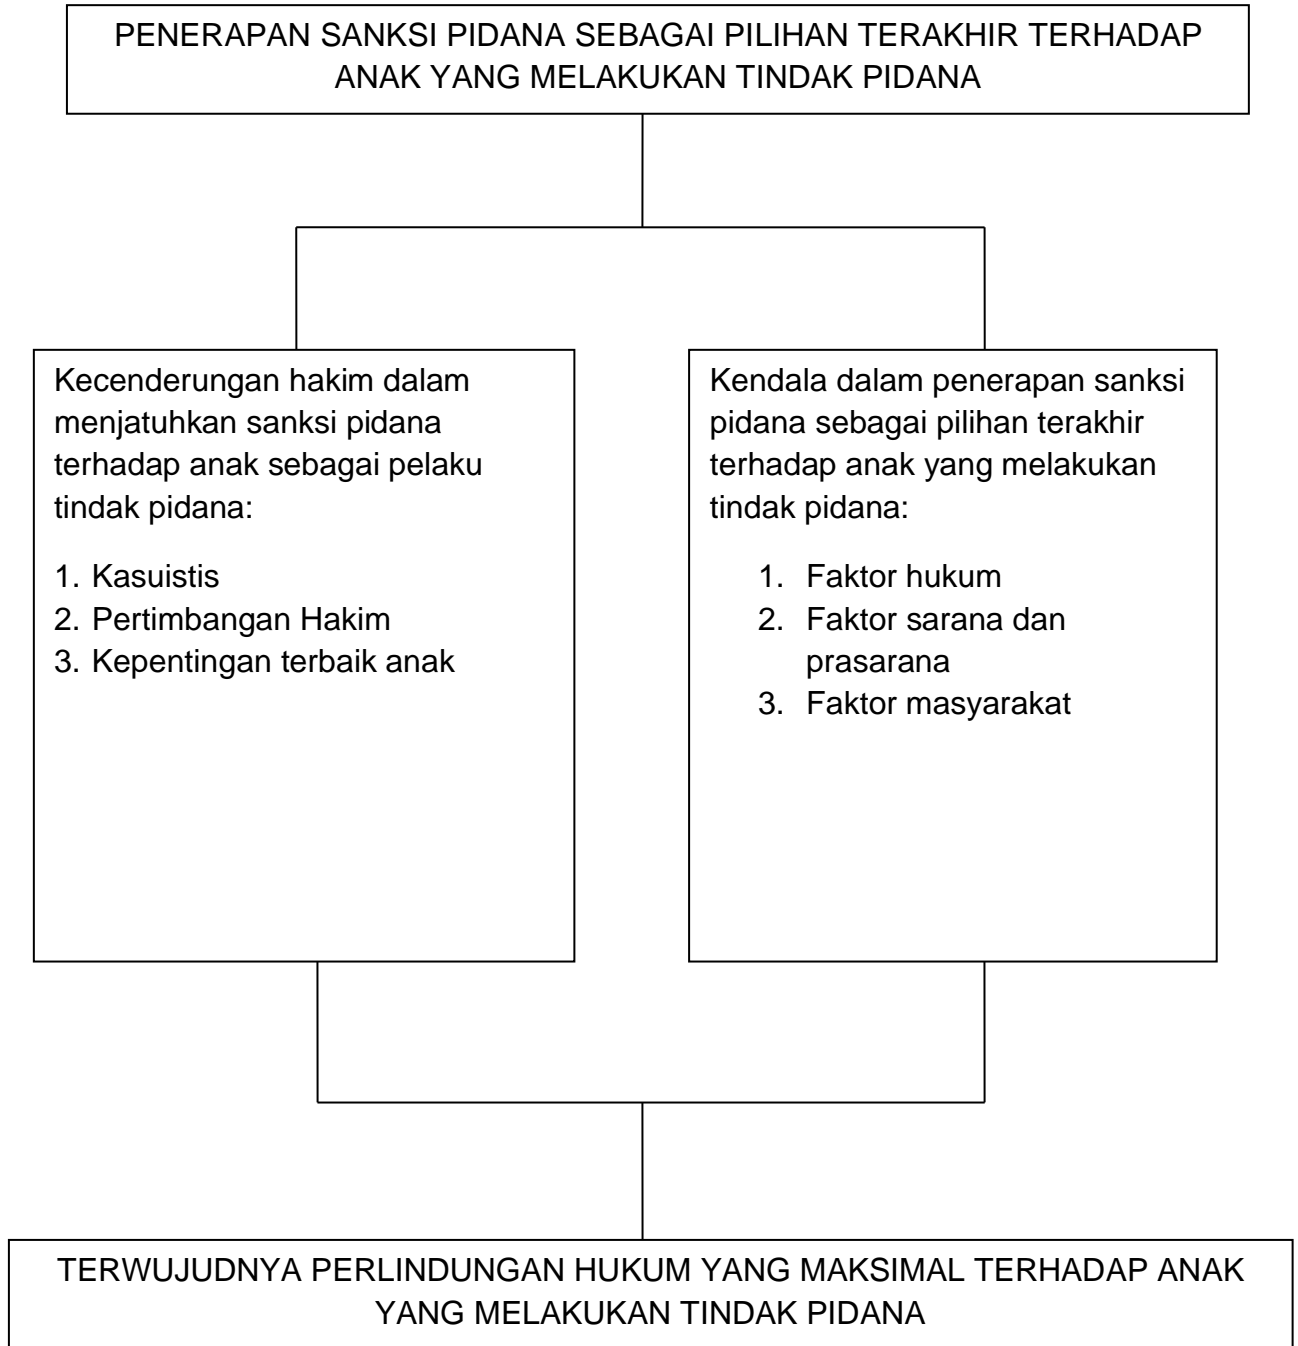 PENERAPAN SANKSI PIDANA SEBAGAI PILIHAN TERAKHIR TERHADAP
ANAK YANG MELAKUKAN TINDAK PIDANA
Kecenderungan hakim dalam
menjatuhkan sanksi pidana
terhadap anak sebagai pelaku
tindak pidana:
1. Kasuistis
2. Pertimbangan Hakim
3. Kepentingan terbaik anak
Kendala dalam penerapan sanksi
pidana sebagai pilihan terakhir
terhadap anak yang melakukan
tindak pidana:
1. Faktor hukum
2. Faktor sarana dan
prasarana
3. Faktor masyarakat
TERWUJUDNYA PERLINDUNGAN HUKUM YANG MAKSIMAL TERHADAP ANAK
YANG MELAKUKAN TINDAK PIDANA